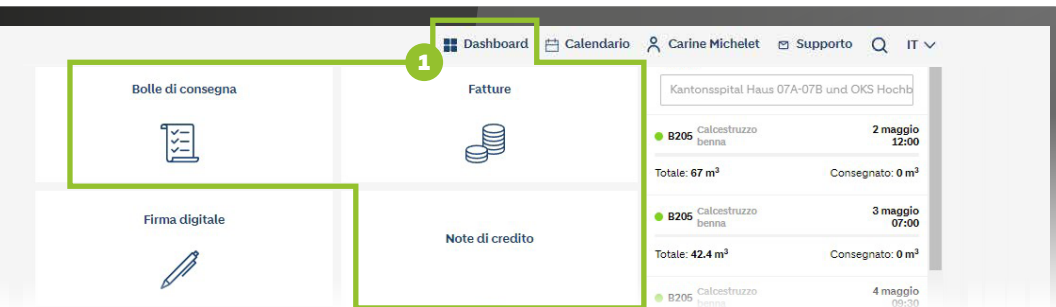 Dashboard Calendario Carine Michelet Supporto IT
1
Bolle di consegna
Fatture
Firma digitale
Note di credito
Kantonsspital Haus 07A-07B und OKS Hochb
B205 Calcestruzzo benna 2 maggio 12:00
Totale: 67 m³ Consegnato: 0 m³
B205 Calcestruzzo benna 3 maggio 07:00
Totale: 42.4 m³ Consegnato: 0 m³
B205 Calcestruzzo benna 4 maggio 09:30